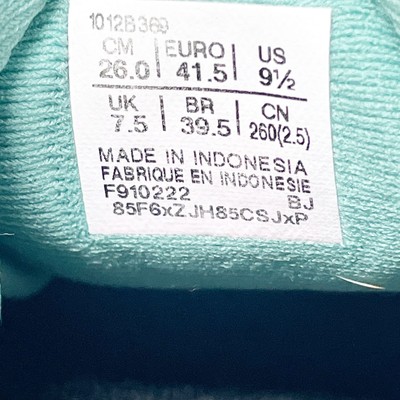 1012B369
CM | EURO | US
26.0 | 41.5 | 9½
UK | BR | CN
7.5 | 39.5 | 260(2.5)
MADE IN INDONESIA
FABRIQUE EN INDONESIE
F910222 BJ
85F6xZJH85CSJxP